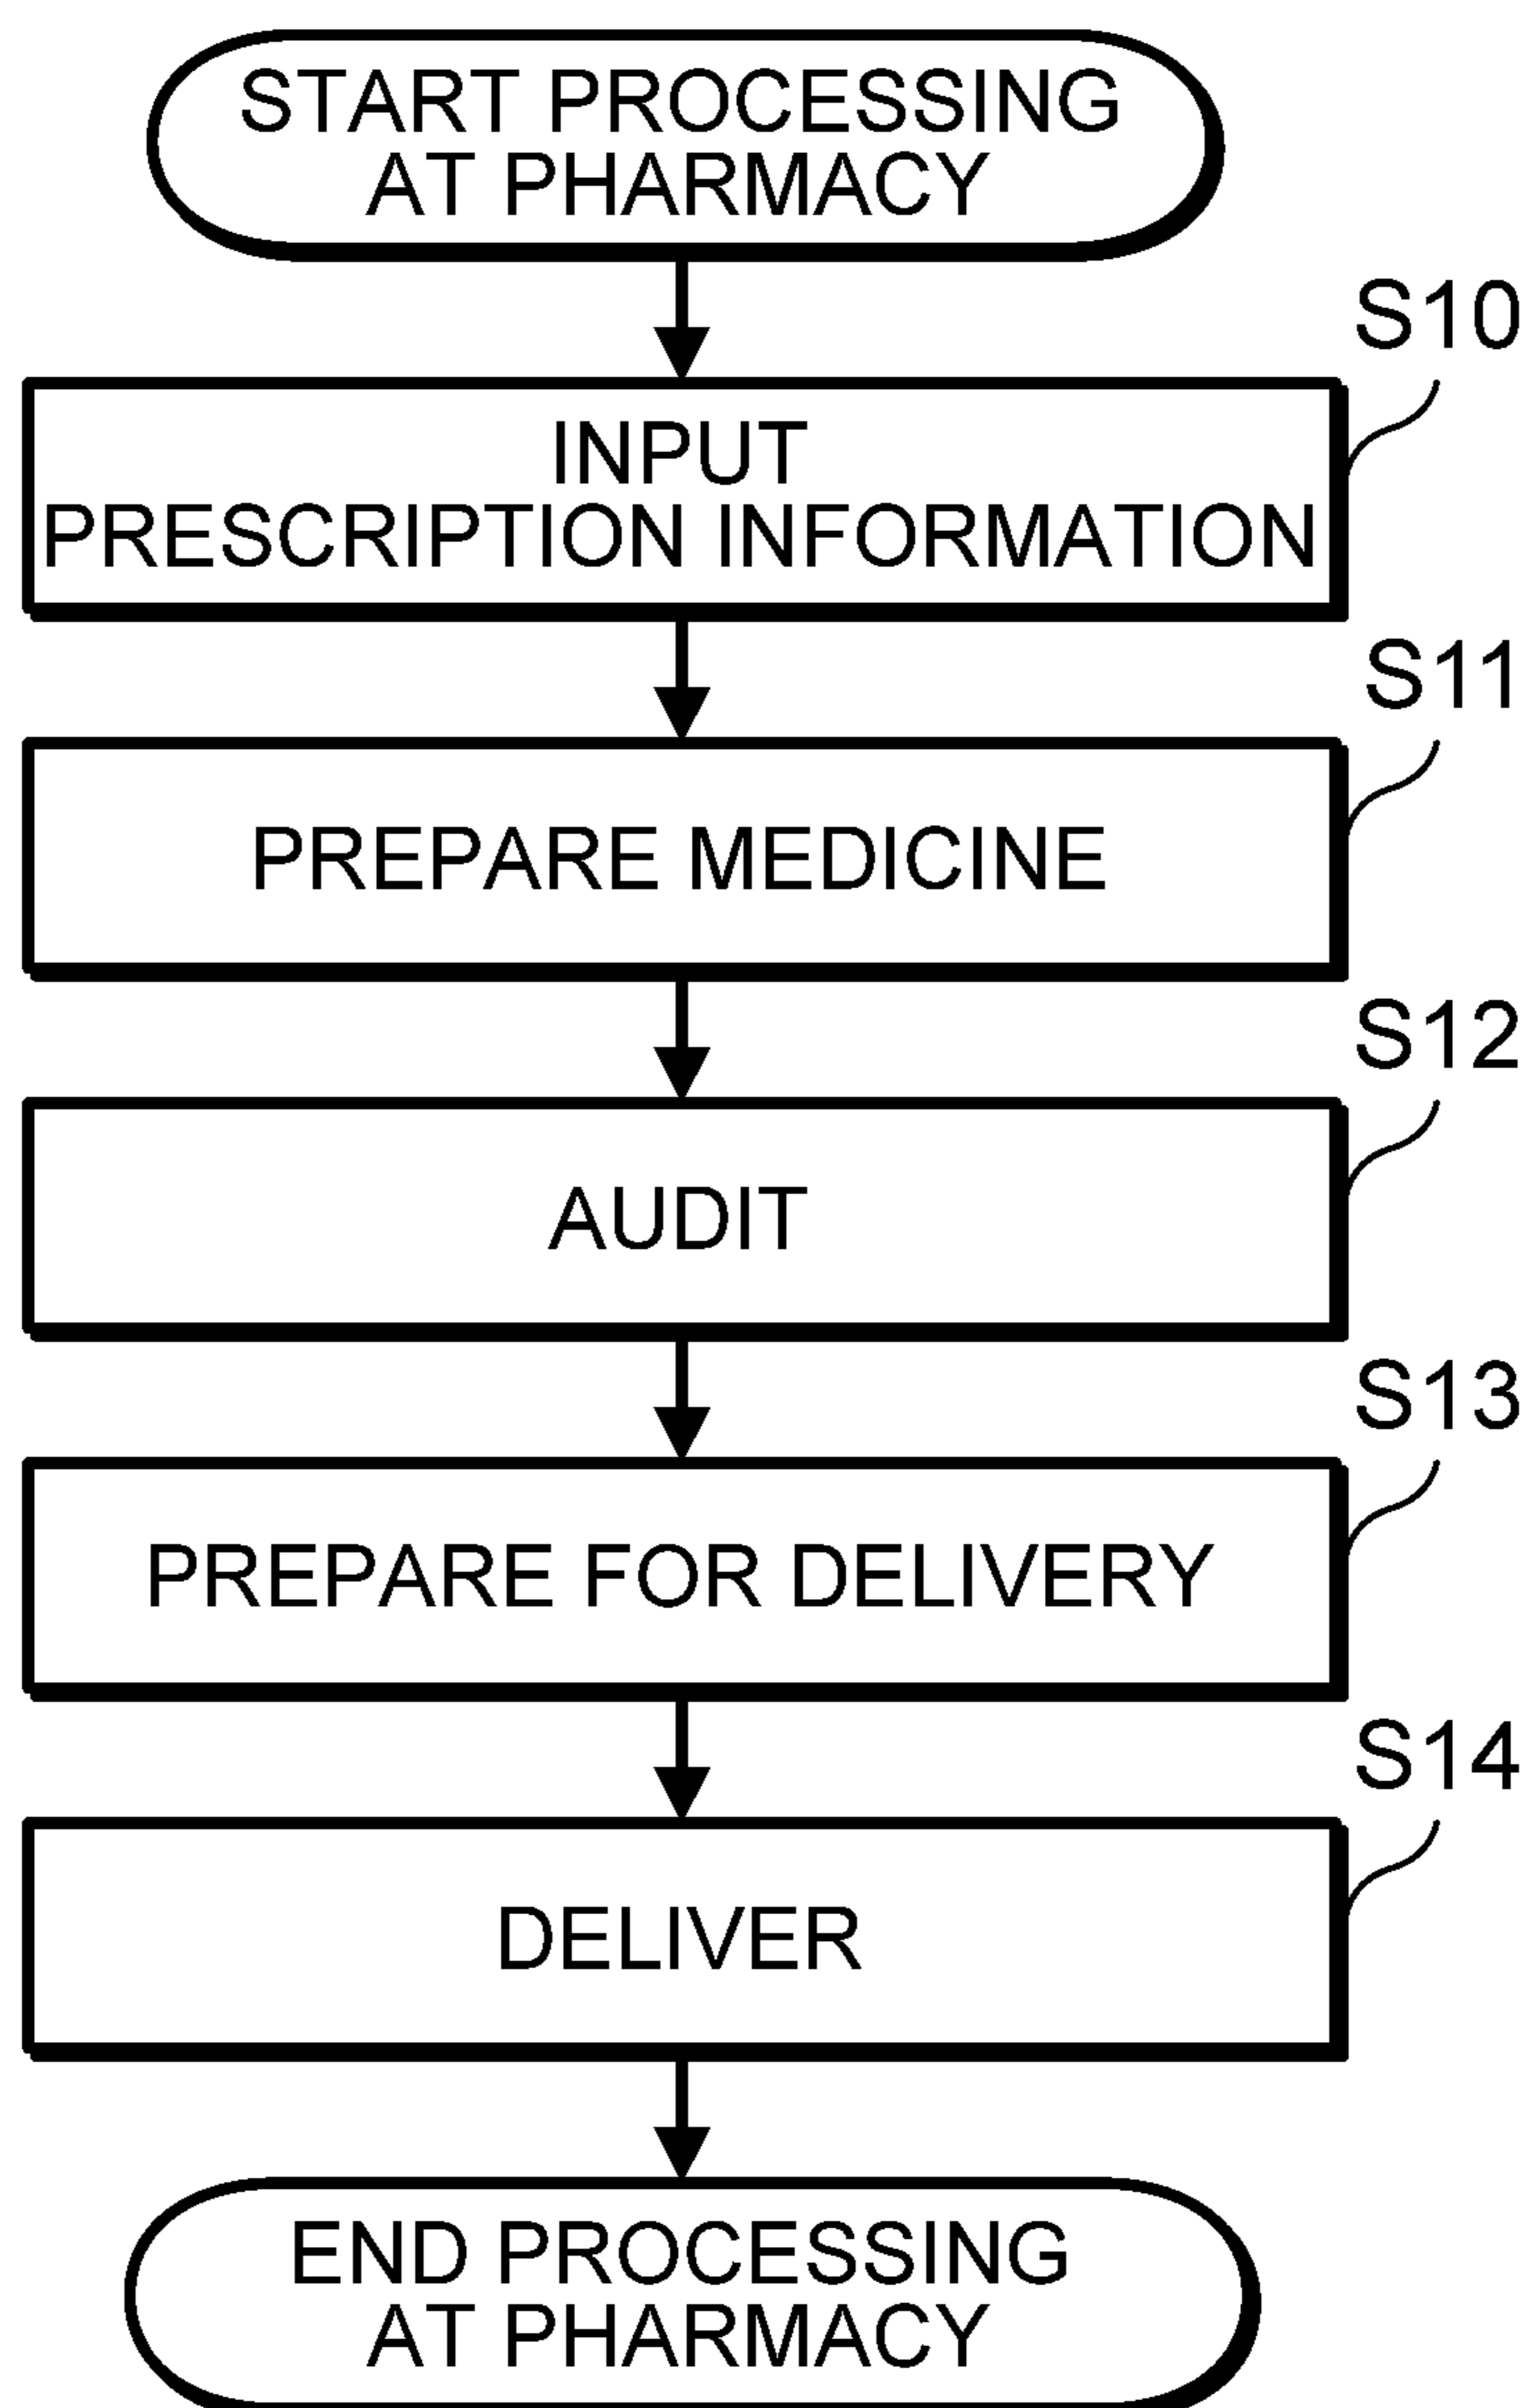 START PROCESSING
AT PHARMACY
S10
INPUT
PRESCRIPTION INFORMATION
S11
PREPARE MEDICINE
S12
AUDIT
S13
PREPARE FOR DELIVERY
S14
DELIVER
END PROCESSING
AT PHARMACY